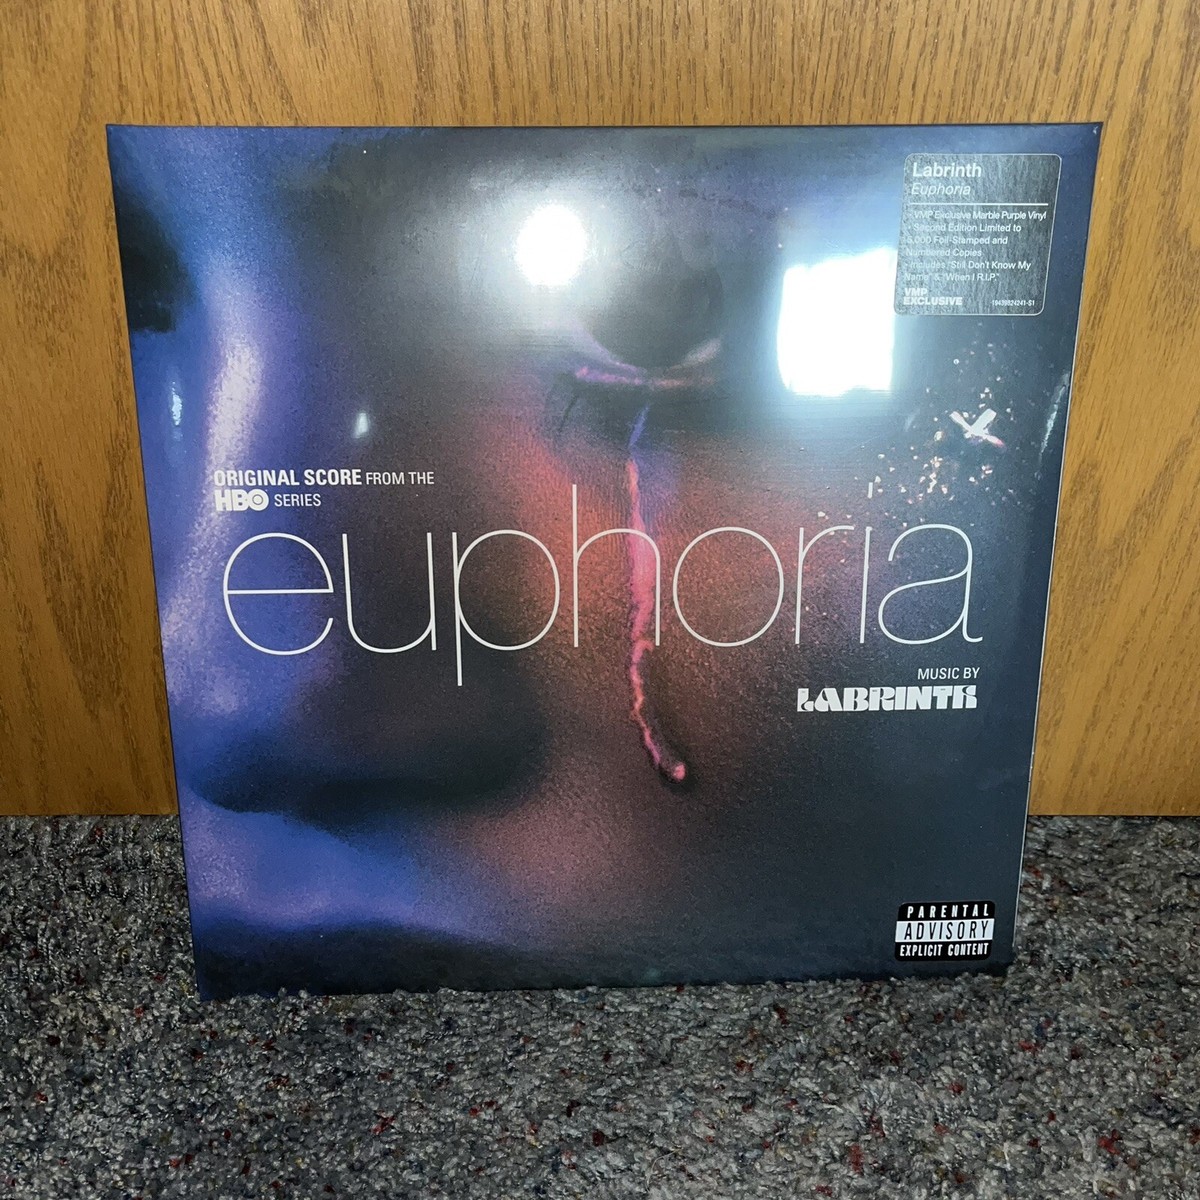 Labrinth
Euphoria
VMP Exclusive Marble Purple Vinyl
Second Edition Limited to
5,000 Foil-Stamped and
Numbered Copies
Includes "Still Don't Know My
Name" & "When I R.I.P."
VMP
EXCLUSIVE
19439824241-S1
ORIGINAL SCORE FROM THE
HBO SERIES
euphoria
MUSIC BY
LABRINTH
PARENTAL
ADVISORY
EXPLICIT CONTENT